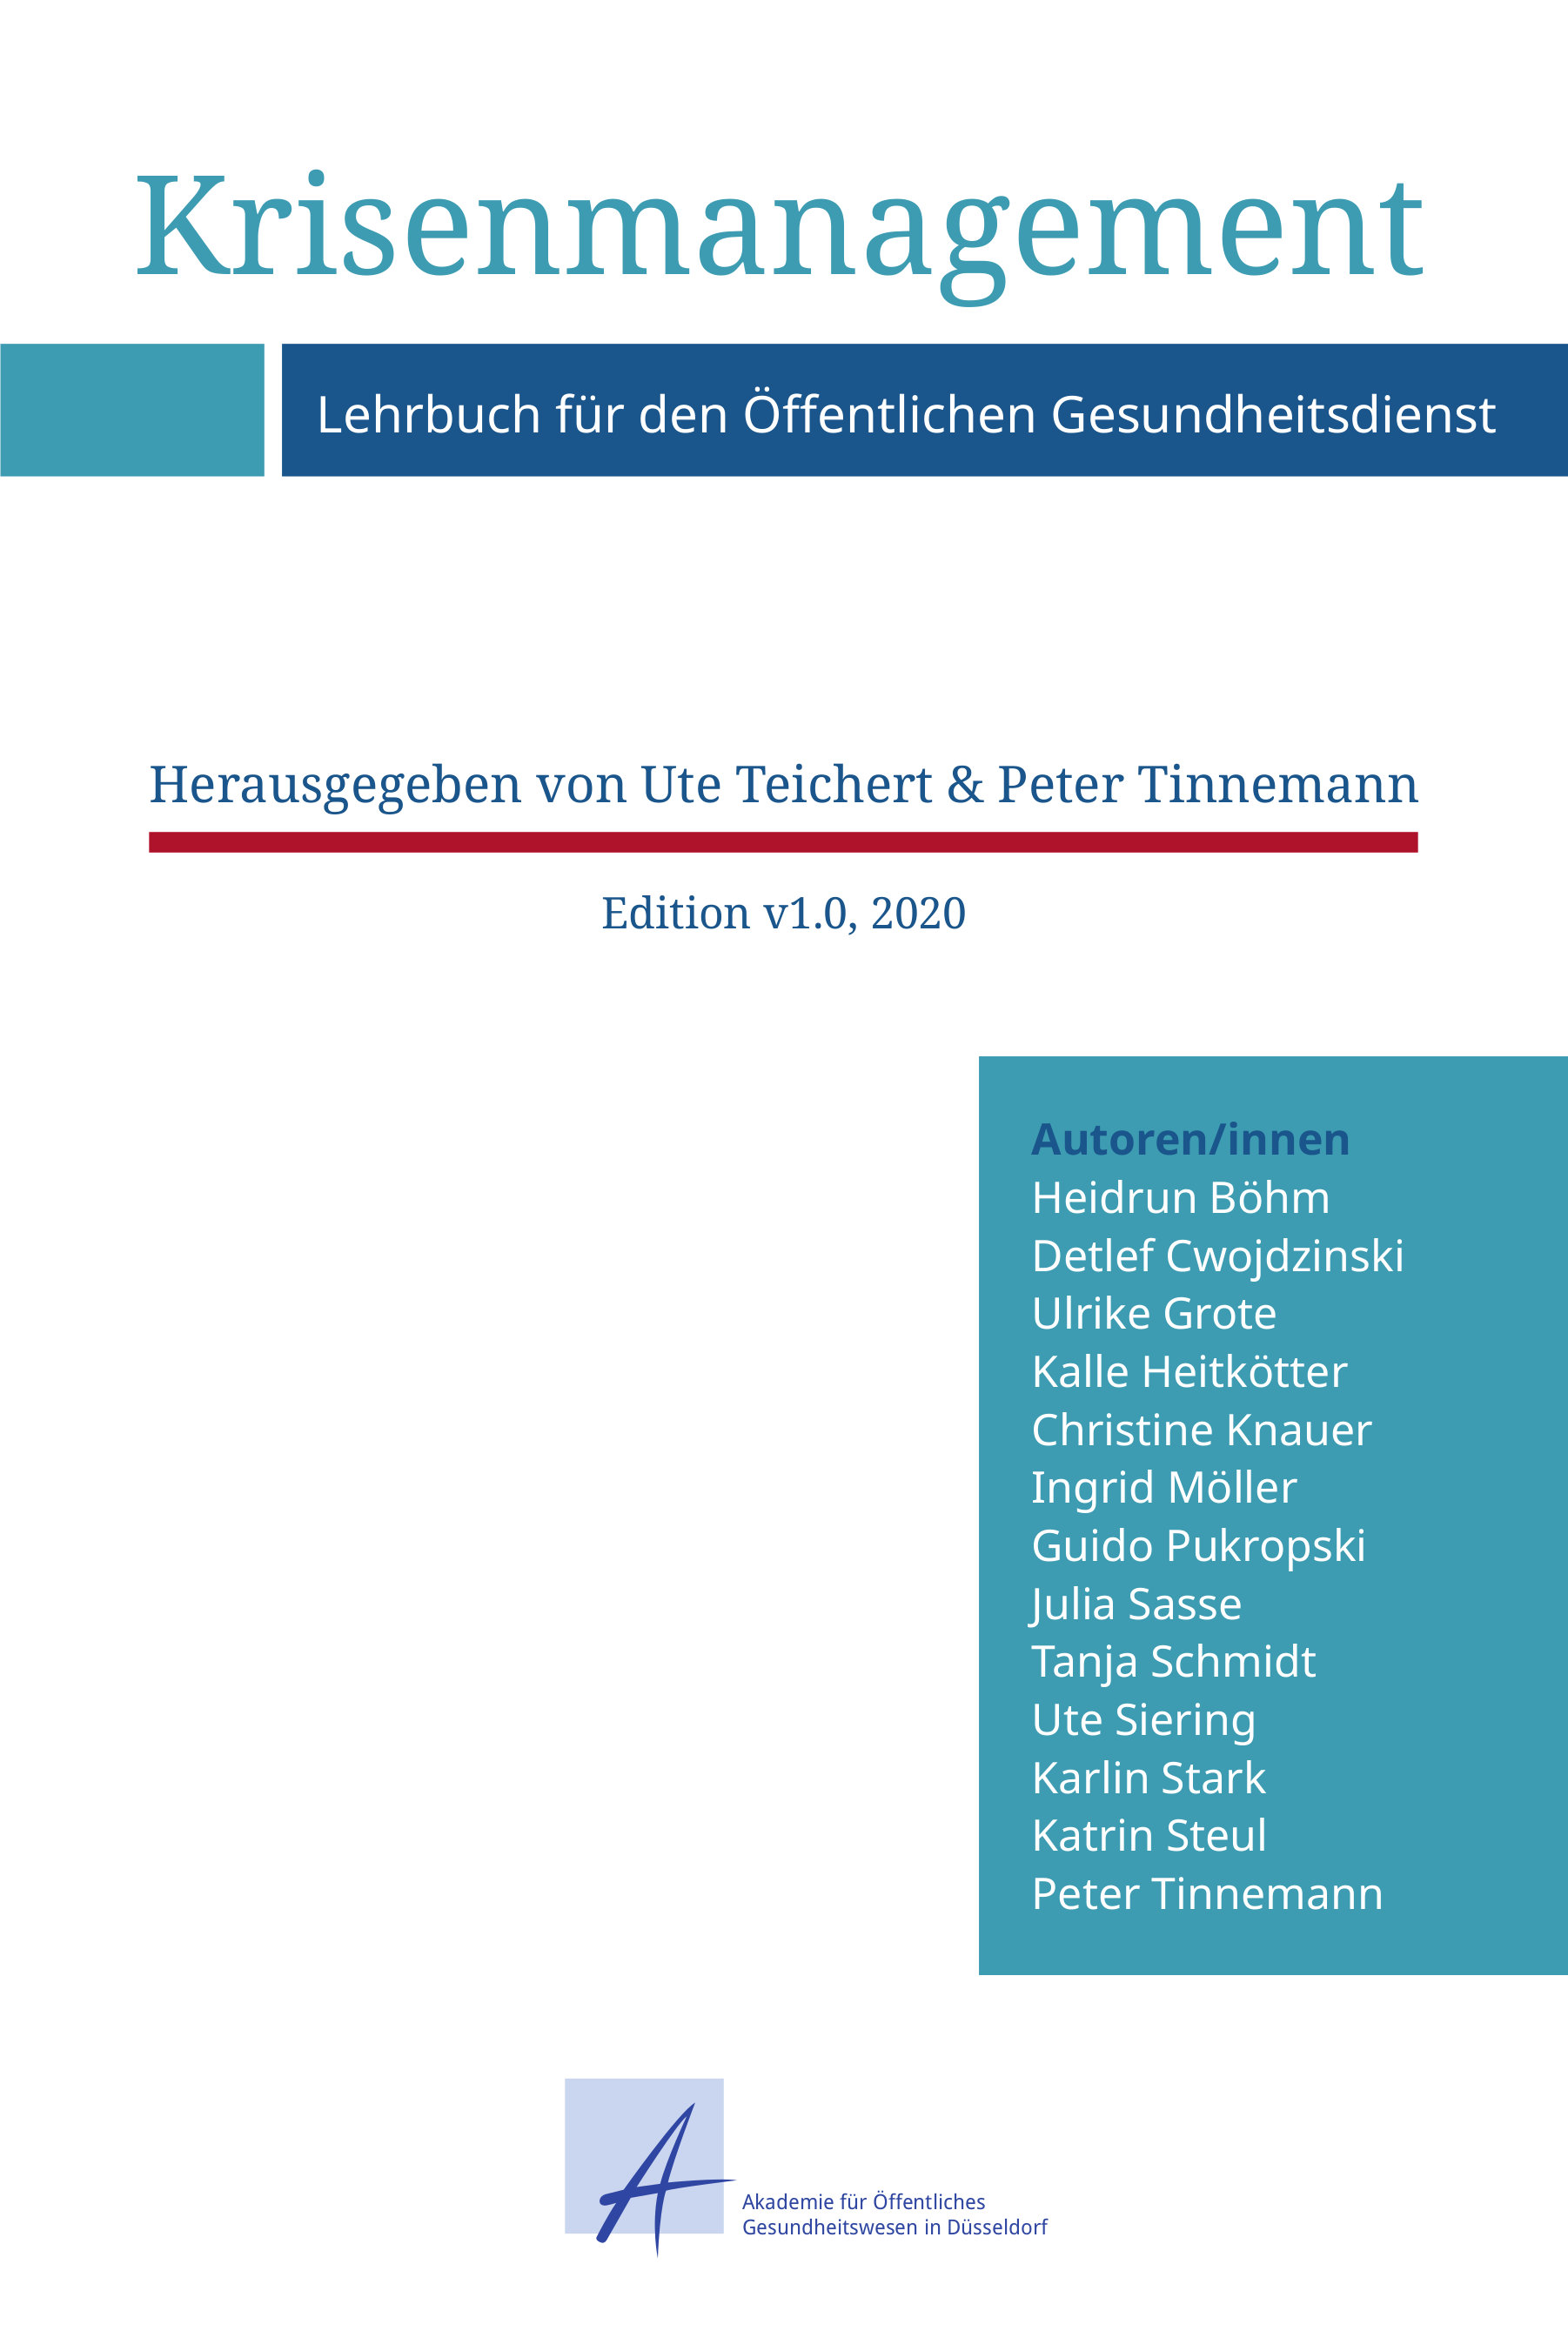 Krisenmanagement
Lehrbuch für den Öffentlichen Gesundheitsdienst
Herausgegeben von Ute Teichert & Peter Tinnemann
Edition v1.0, 2020
Autoren/innen
Heidrun Böhm
Detlef Cwojdzinski
Ulrike Grote
Kalle Heitkötter
Christine Knauer
Ingrid Möller
Guido Pukropski
Julia Sasse
Tanja Schmidt
Ute Siering
Karlin Stark
Katrin Steul
Peter Tinnemann
A
Akademie für Öffentliches
Gesundheitswesen in Düsseldorf